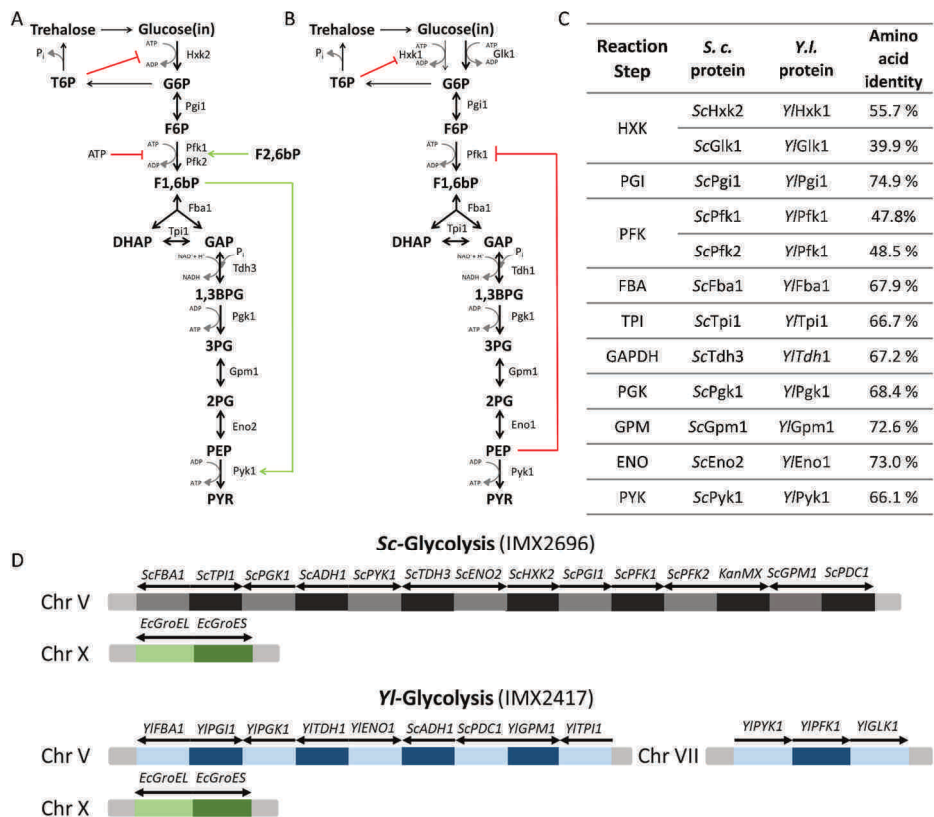 A
Trehalose
Glucose(in)
Pi
ATP
ADP
Hxk2
T6P
G6P
Pgi1
F6P
ATP
ATP
ADP
Pfk1
Pfk2
F2,6bP
F1,6bP
Fba1
DHAP
Tpi1
GAP
NAD+ + H+
Pi
NADH
Tdh3
1,3BPG
ADP
ATP
Pgk1
3PG
Gpm1
2PG
Eno2
PEP
ADP
ATP
Pyk1
PYR
B
Trehalose
Glucose(in)
Pi
Hxk1
ATP
ADP
ATP
ADP
Glk1
T6P
G6P
Pgi1
F6P
ATP
ADP
Pfk1
F1,6bP
Fba1
DHAP
Tpi1
GAP
NAD+ + H+
Pi
NADH
Tdh1
1,3BPG
ADP
ATP
Pgk1
3PG
Gpm1
2PG
Eno1
PEP
ADP
ATP
Pyk1
PYR
C
Reaction Step S. c. protein Y.l. protein Amino acid identity
HXK ScHxk2 YlHxk1 55.7 %
ScGlk1 YlGlk1 39.9 %
PGI ScPgi1 YlPgi1 74.9 %
PFK ScPfk1 YlPfk1 47.8%
ScPfk2 YlPfk1 48.5 %
FBA ScFba1 YlFba1 67.9 %
TPI ScTpi1 YlTpi1 66.7 %
GAPDH ScTdh3 YlTdh1 67.2 %
PGK ScPgk1 YlPgk1 68.4 %
GPM ScGpm1 YlGpm1 72.6 %
ENO ScEno2 YlEno1 73.0 %
PYK ScPyk1 YlPyk1 66.1 %
D
Sc-Glycolysis (IMX2696)
ScFBA1 ScTPI1 ScPGK1 ScADH1 ScPYK1 ScTDH3 ScENO2 ScHXK2 ScPGI1 ScPFK1 ScPFK2 KanMX ScGPM1 ScPDC1
Chr V
EcGroEL EcGroES
Chr X
Yl-Glycolysis (IMX2417)
YlFBA1 YlPGI1 YlPGK1 YlTDH1 YlENO1 ScADH1 ScPDC1 YlGPM1 YlTPI1 YlPYK1 YlPFK1 YlGLK1
Chr V Chr VII
EcGroEL EcGroES
Chr X